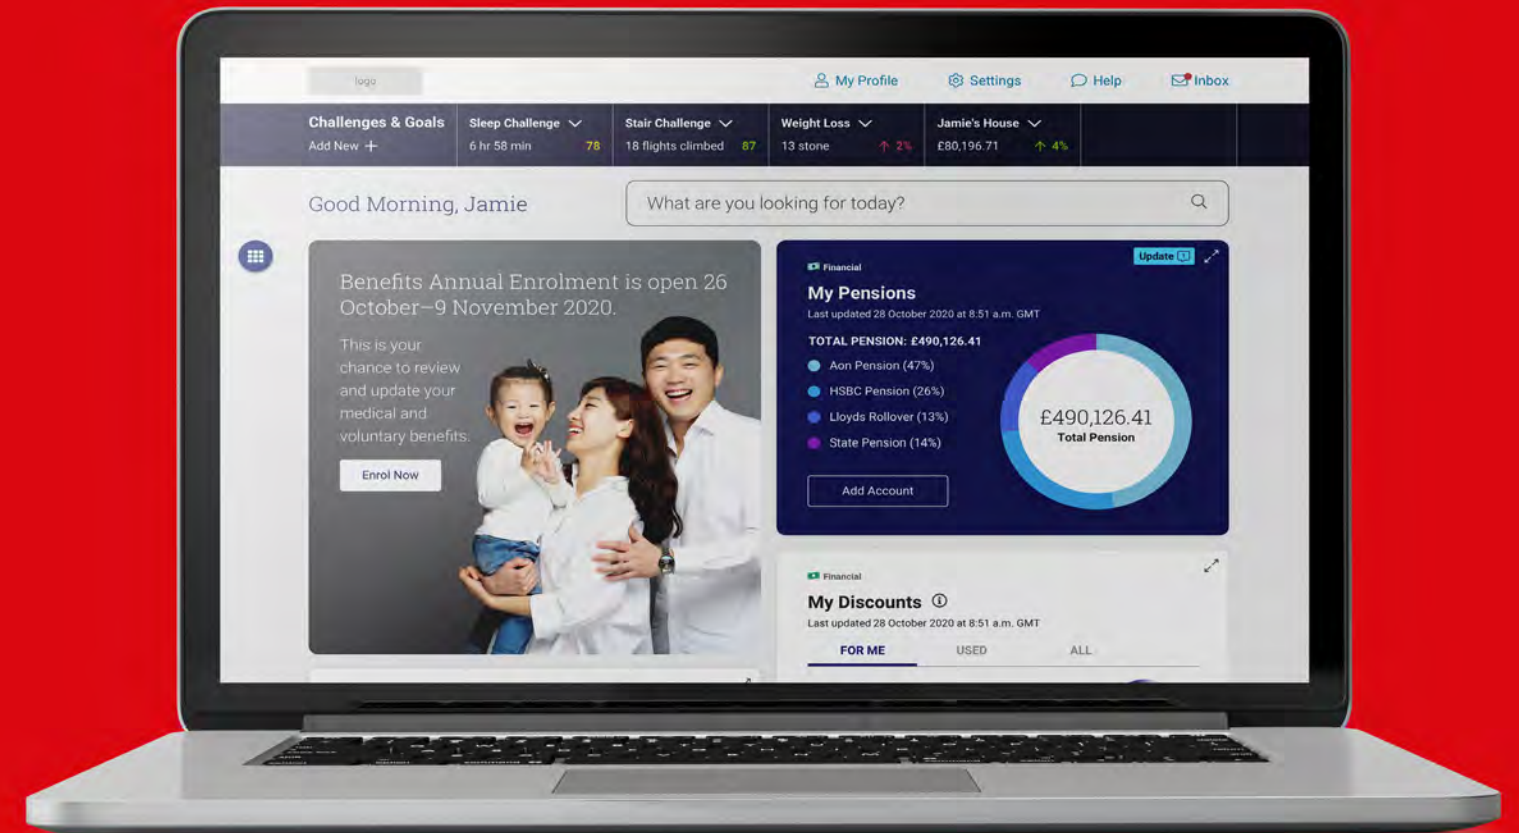 logo
My Profile
Settings
Help
Inbox
Challenges & Goals
Add New +
Sleep Challenge
6 hr 58 min 78
Stair Challenge
18 flights climbed 87
Weight Loss
13 stone ↑ 2%
Jamie's House
£80,196.71 ↑ 4%
Good Morning, Jamie
What are you looking for today?
Benefits Annual Enrolment is open 26
October–9 November 2020.
This is your
chance to review
and update your
medical and
voluntary benefits.
Enrol Now
Update
Financial
My Pensions
Last updated 28 October 2020 at 8:51 a.m. GMT
TOTAL PENSION: £490,126.41
Aon Pension (47%)
HSBC Pension (26%)
Lloyds Rollover (13%)
State Pension (14%)
Add Account
£490,126.41
Total Pension
Financial
My Discounts
Last updated 28 October 2020 at 8:51 a.m. GMT
FOR ME
USED
ALL